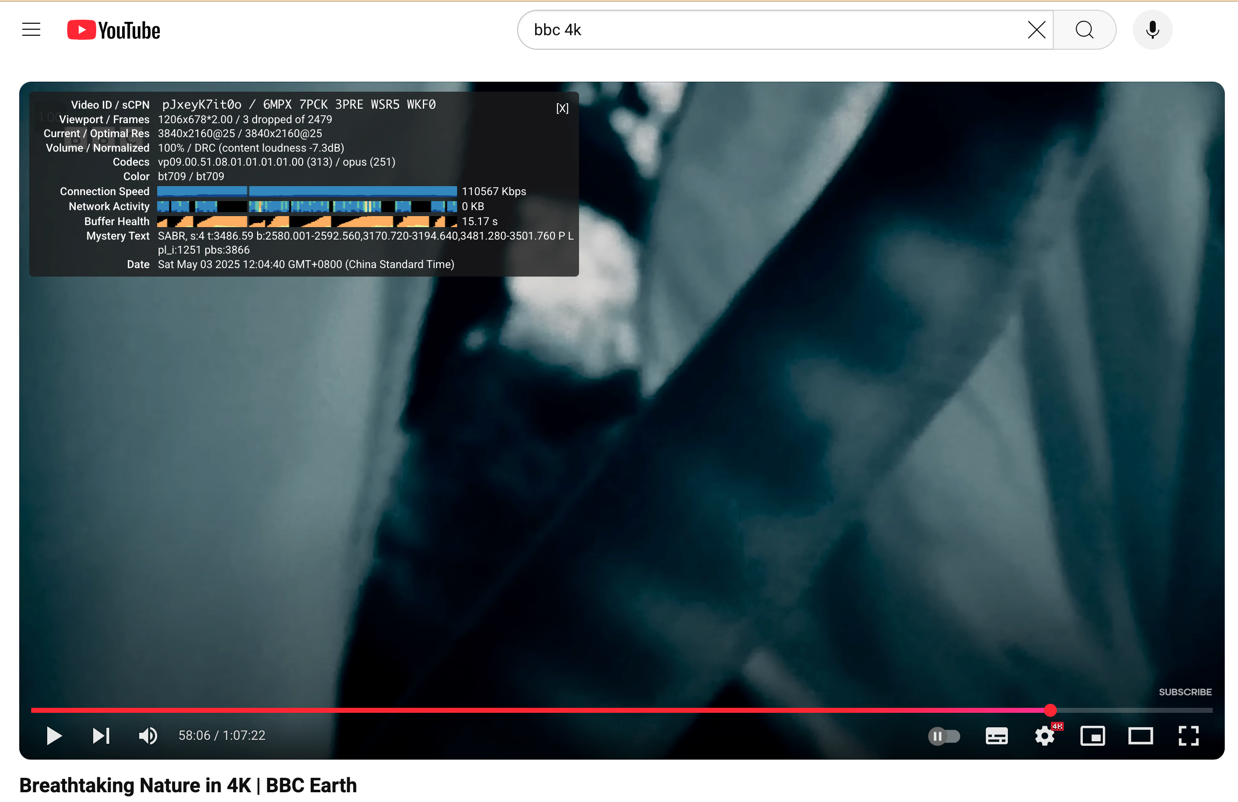 YouTube
bbc 4k
Video ID / sCPN pJxeyK7it0o / 6MPX 7PCK 3PRE WSR5 WKF0
[X]
Viewport / Frames 1206x678*2.00 / 3 dropped of 2479
Current / Optimal Res 3840x2160@25 / 3840x2160@25
Volume / Normalized 100% / DRC (content loudness -7.3dB)
Codecs vp09.00.51.08.01.01.01.01.00 (313) / opus (251)
Color bt709 / bt709
Connection Speed 110567 Kbps
Network Activity 0 KB
Buffer Health 15.17 s
Mystery Text SABR, s:4 t:3486.59 b:2580.001-2592.560,3170.720-3194.640,3481.280-3501.760 P L
pl_i:1251 pbs:3866
Date Sat May 03 2025 12:04:40 GMT+0800 (China Standard Time)
SUBSCRIBE
58:06 / 1:07:22
4K
Breathtaking Nature in 4K | BBC Earth